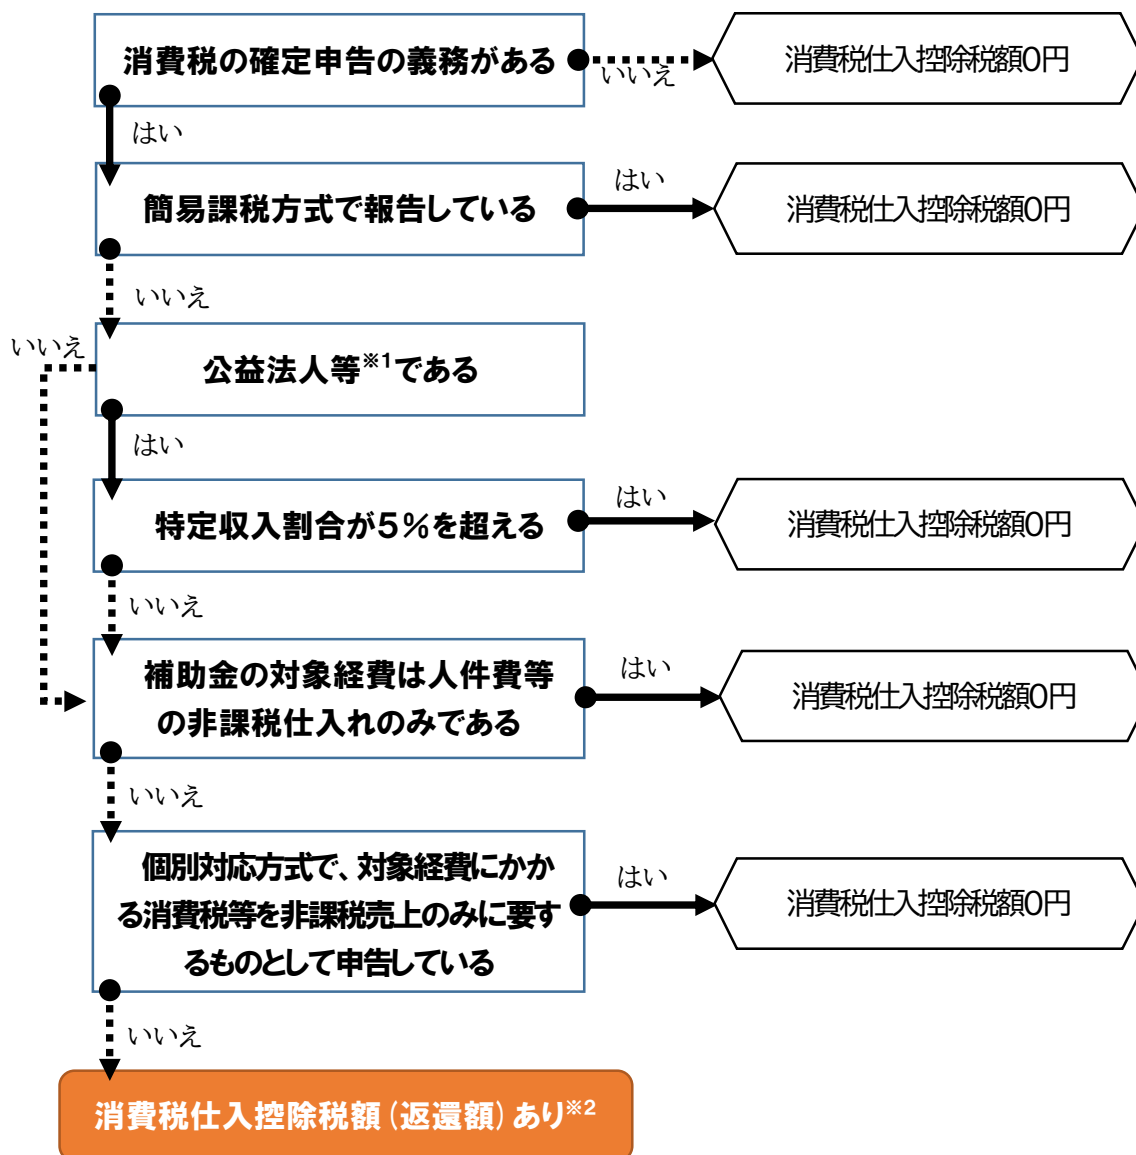 消費税の確定申告の義務がある
いいえ
消費税仕入控除税額0円
はい
簡易課税方式で報告している
はい
消費税仕入控除税額0円
いいえ
公益法人等※1である
いいえ
はい
特定収入割合が5%を超える
はい
消費税仕入控除税額0円
いいえ
補助金の対象経費は人件費等
の非課税仕入れのみである
はい
消費税仕入控除税額0円
いいえ
個別対応方式で、対象経費にかか
る消費税等を非課税売上のみに要す
るものとして申告している
はい
消費税仕入控除税額0円
いいえ
消費税仕入控除税額(返還額)あり※2